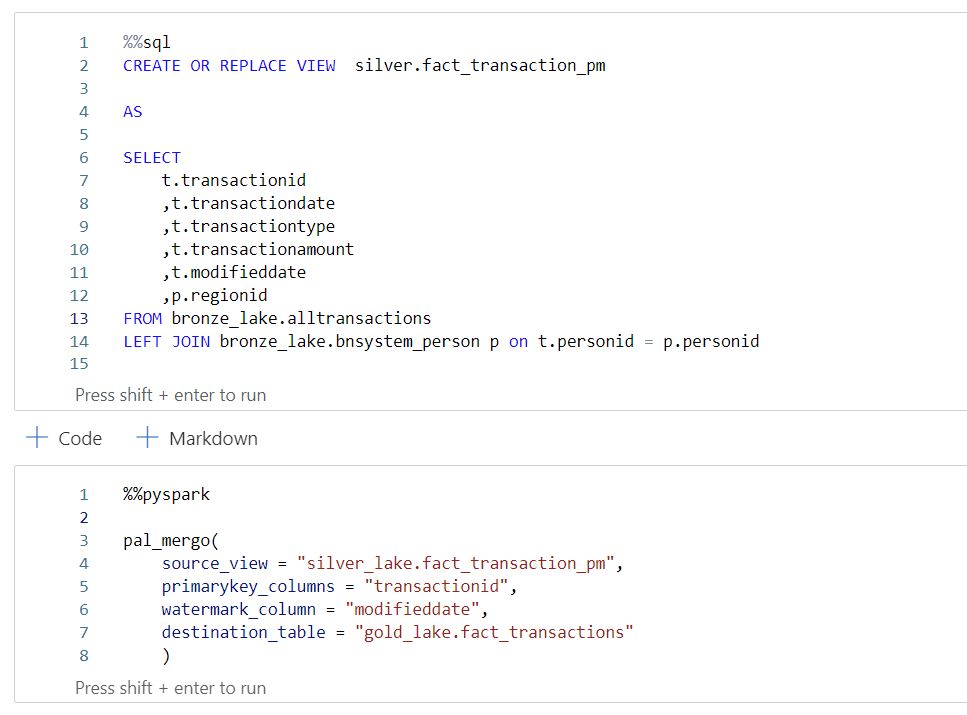 1 %%sql
2 CREATE OR REPLACE VIEW  silver.fact_transaction_pm
3
4 AS
5
6 SELECT
7     t.transactionid
8     ,t.transactiondate
9     ,t.transactiontype
10     ,t.transactionamount
11     ,t.modifieddate
12     ,p.regionid
13 FROM bronze_lake.alltransactions
14 LEFT JOIN bronze_lake.bnsystem_person p on t.personid = p.personid
15
Press shift + enter to run
+ Code + Markdown
1 %%pyspark
2
3 pal_mergo(
4     source_view = "silver_lake.fact_transaction_pm",
5     primarykey_columns = "transactionid",
6     watermark_column = "modifieddate",
7     destination_table = "gold_lake.fact_transactions"
8     )
Press shift + enter to run